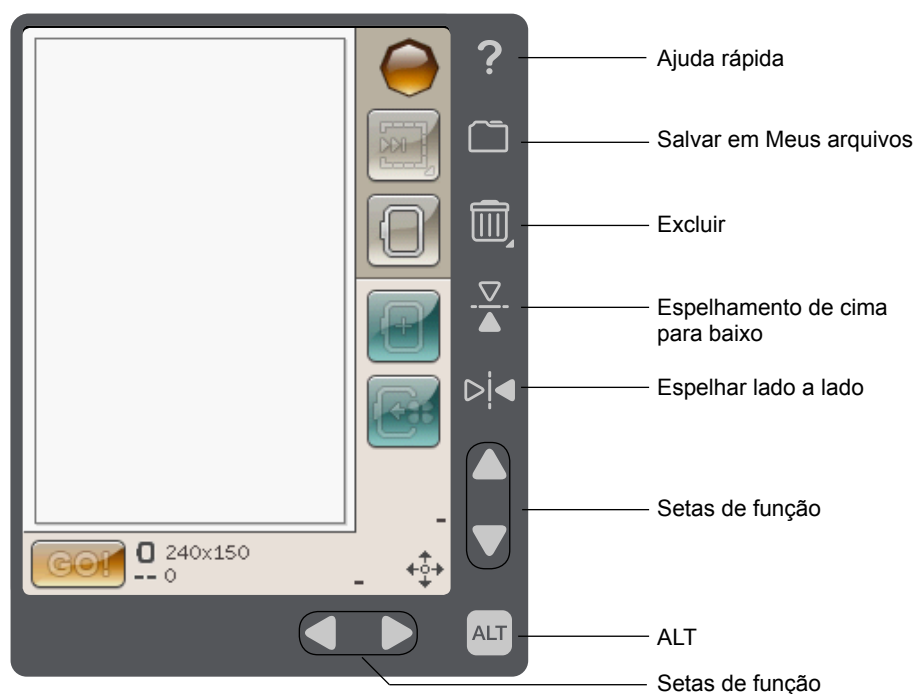 ?
Ajuda rápida
Salvar em Meus arquivos
Excluir
Espelhamento de cima
para baixo
Espelhar lado a lado
Setas de função
GO!
240x150
-- 0
ALT
ALT
Setas de função